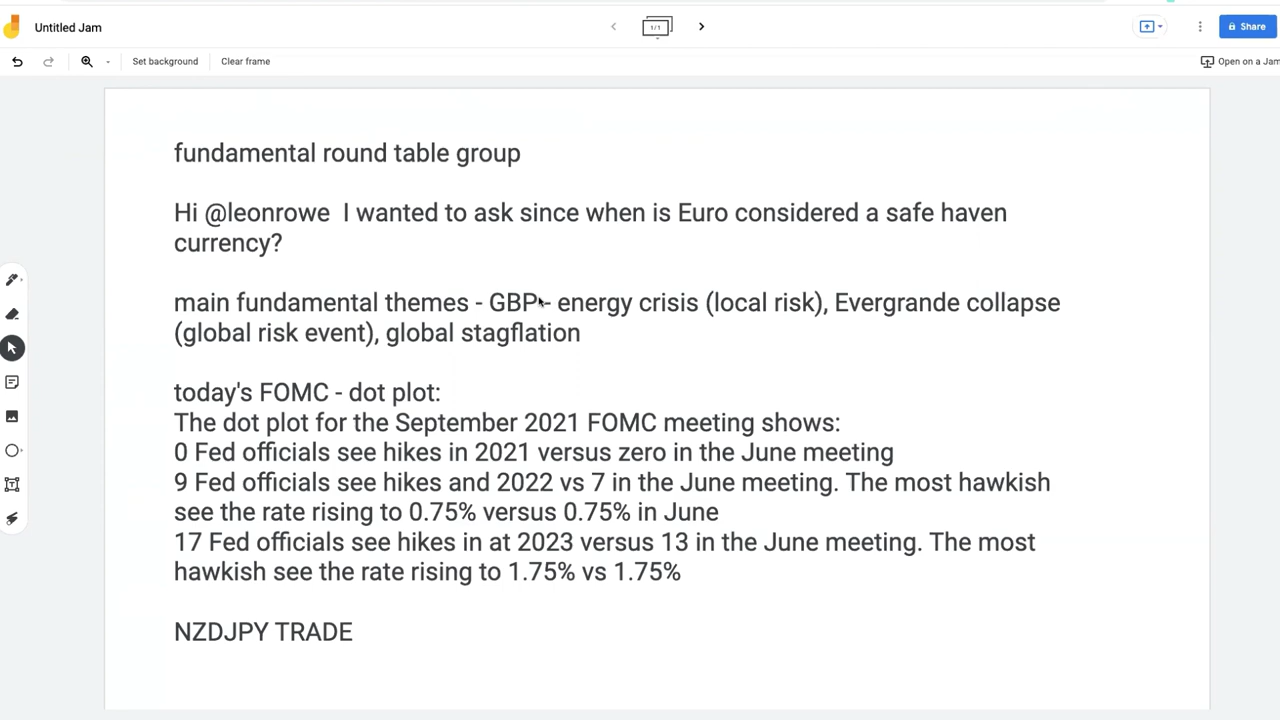 Untitled Jam
1/1
Share
Set background
Clear frame
Open on a Jam
fundamental round table group
Hi @leonrowe I wanted to ask since when is Euro considered a safe haven
currency?
main fundamental themes - GBP - energy crisis (local risk), Evergrande collapse
(global risk event), global stagflation
today's FOMC - dot plot:
The dot plot for the September 2021 FOMC meeting shows:
0 Fed officials see hikes in 2021 versus zero in the June meeting
9 Fed officials see hikes and 2022 vs 7 in the June meeting. The most hawkish
see the rate rising to 0.75% versus 0.75% in June
17 Fed officials see hikes in at 2023 versus 13 in the June meeting. The most
hawkish see the rate rising to 1.75% vs 1.75%
NZDJPY TRADE